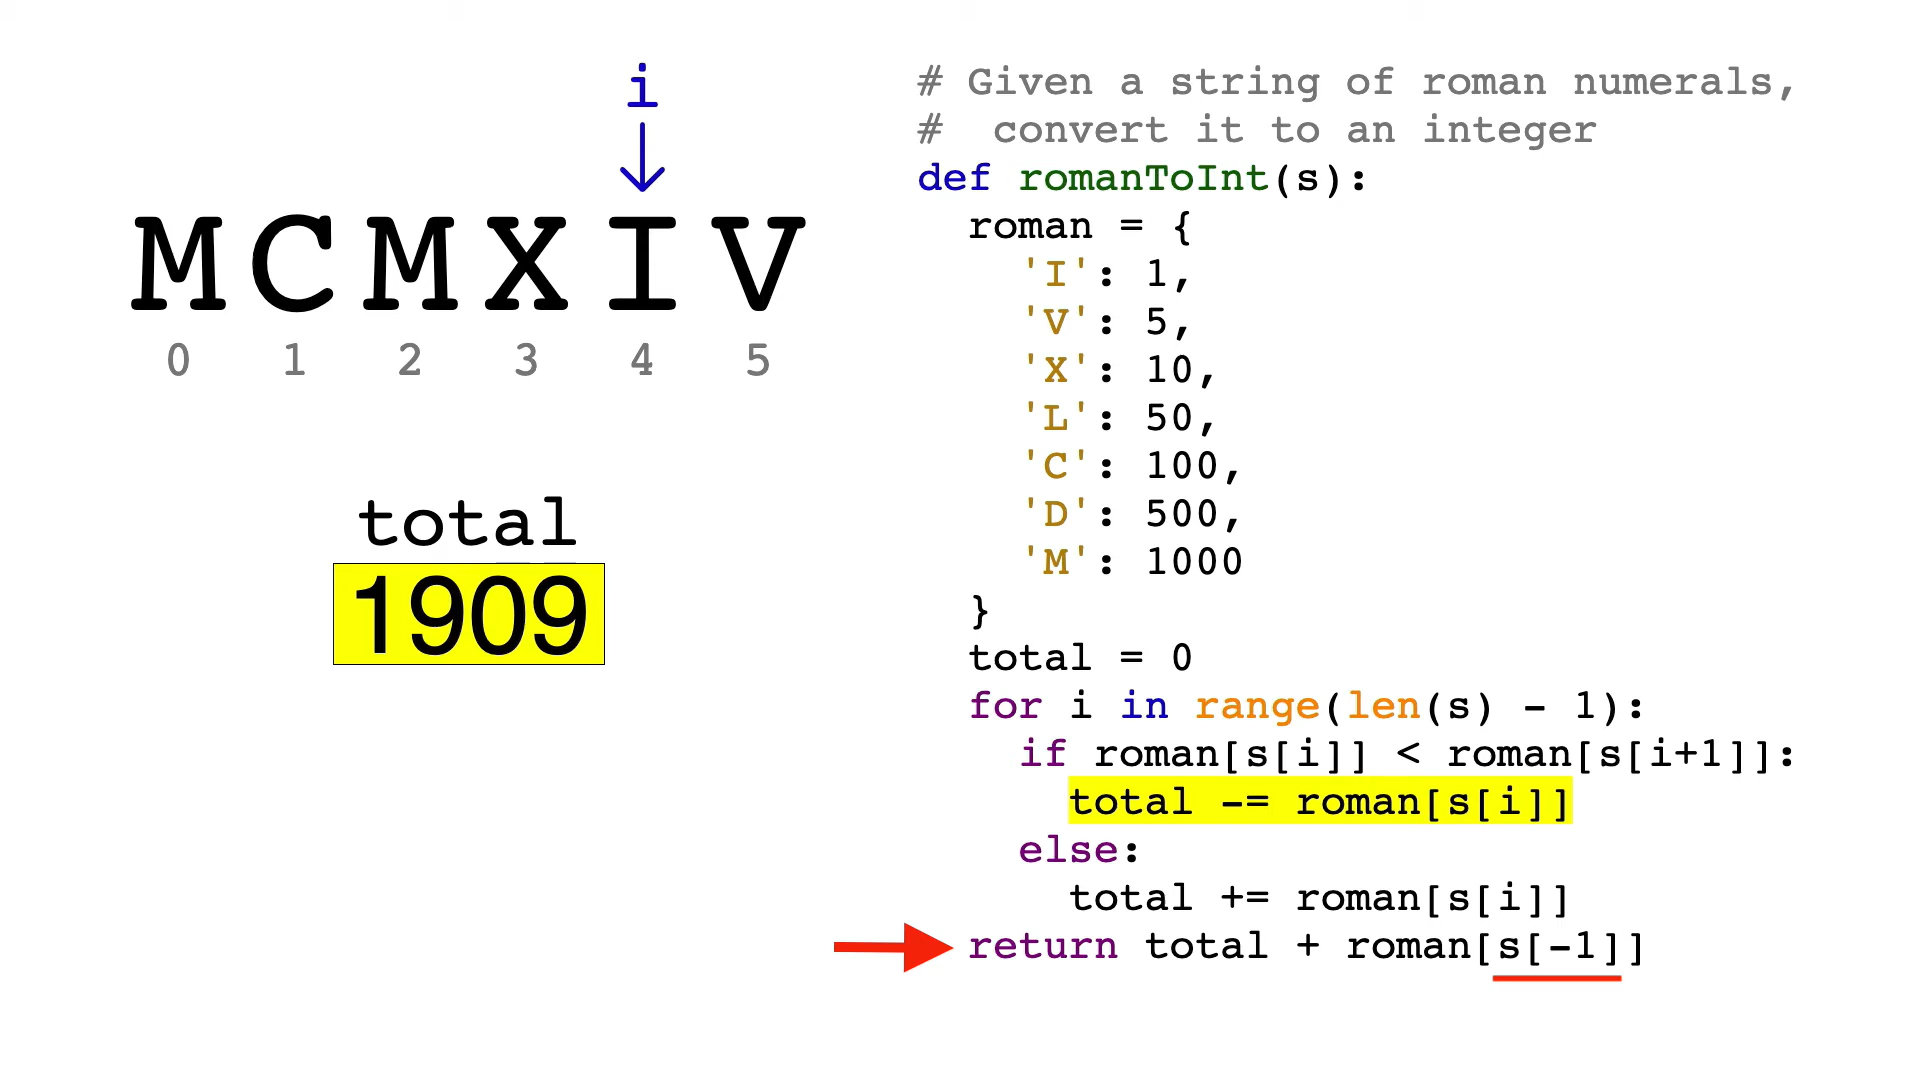 i
MCMXIV
0 1 2 3 4 5
total
1909
# Given a string of roman numerals,
#  convert it to an integer
def romanToInt(s):
  roman = {
    'I': 1,
    'V': 5,
    'X': 10,
    'L': 50,
    'C': 100,
    'D': 500,
    'M': 1000
  }
  total = 0
  for i in range(len(s) - 1):
    if roman[s[i]] < roman[s[i+1]]:
      total -= roman[s[i]]
    else:
      total += roman[s[i]]
  return total + roman[s[-1]]